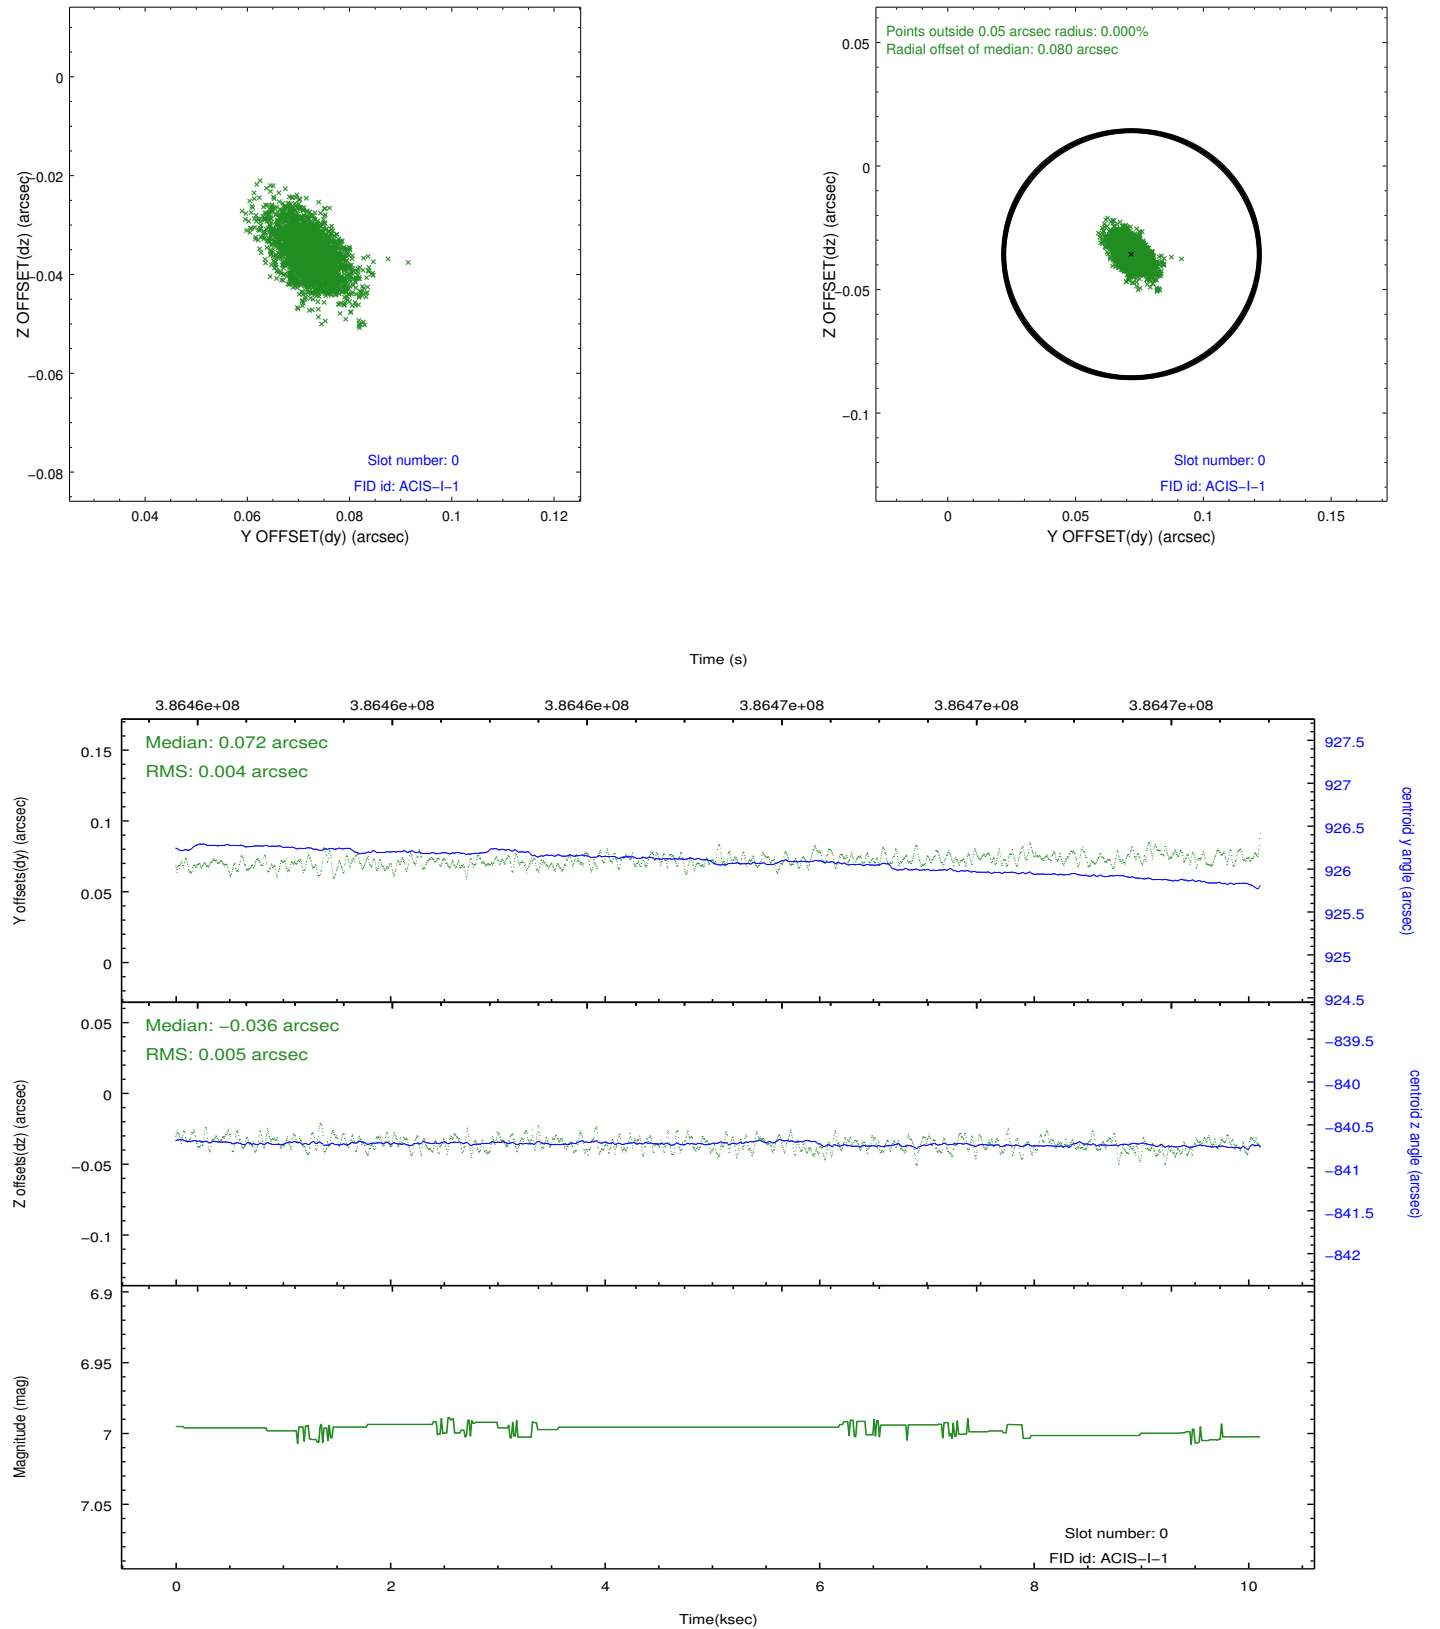 0
−0.02
−0.04
−0.06
−0.08
Z OFFSET(dz) (arcsec)
Slot number: 0
FID id: ACIS−I−1
0.04 0.06 0.08 0.1 0.12
Y OFFSET(dy) (arcsec)
Points outside 0.05 arcsec radius: 0.000%
Radial offset of median: 0.080 arcsec
0.05
0
−0.05
−0.1
Z OFFSET(dz) (arcsec)
Slot number: 0
FID id: ACIS−I−1
0 0.05 0.1 0.15
Y OFFSET(dy) (arcsec)
Time (s)
3.8646e+08 3.8646e+08 3.8646e+08 3.8647e+08 3.8647e+08 3.8647e+08
Median: 0.072 arcsec
RMS: 0.004 arcsec
0.15
0.1
0.05
0
Y offsets(dy) (arcsec)
927.5
927
926.5
926
925.5
925
924.5
centroid y angle (arcsec)
Median: −0.036 arcsec
RMS: 0.005 arcsec
0.05
0
−0.05
−0.1
Z offsets(dz) (arcsec)
−839.5
−840
−840.5
−841
−841.5
−842
centroid z angle (arcsec)
6.9
6.95
7
7.05
Magnitude (mag)
Slot number: 0
FID id: ACIS−I−1
0 2 4 6 8 10
Time(ksec)